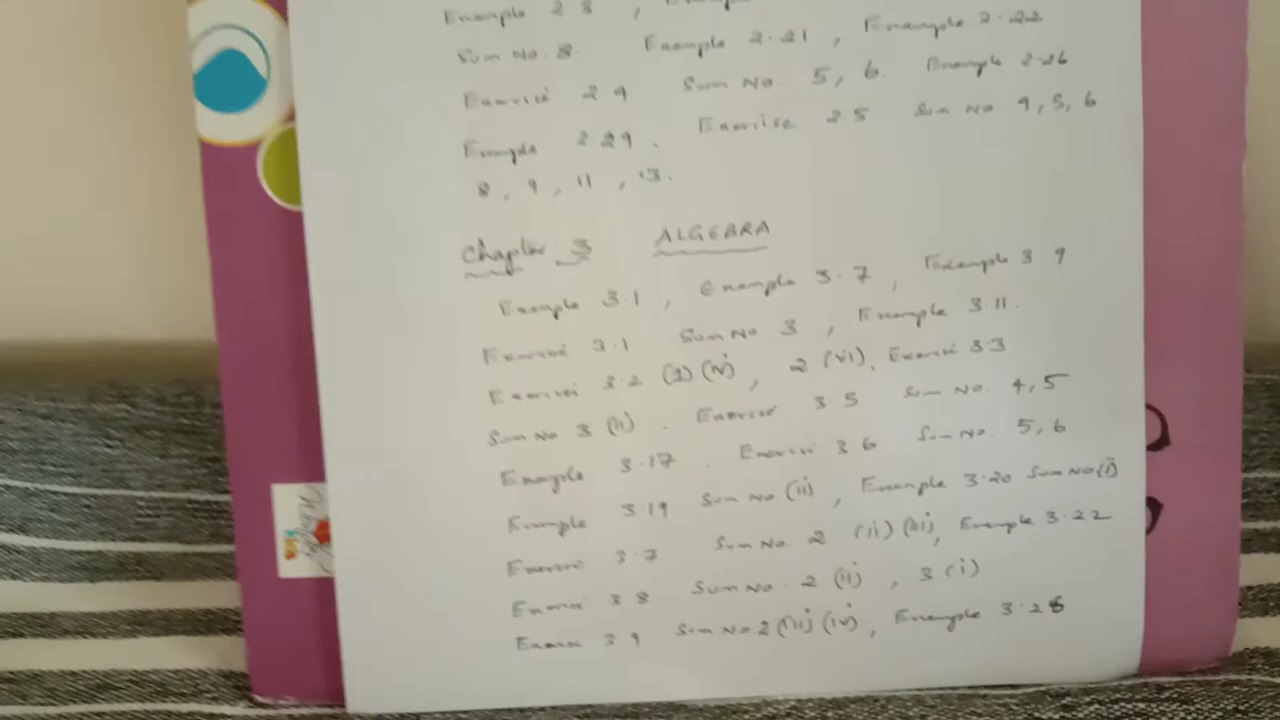 Example 2 8 ,
Sum No. 8. Example 2.21 , Example 2.22
Exercise 2 9 Sum No 5, 6. Example 2.26
Example 2.29 . Exercise 2 5 Sum No 4, 5, 6
8 , 9 , 11 , 13.
Chapter 3 ALGEBRA
Example 3.1 , Example 3.7 , Example 3 9
Exercise 3.1 Sum No 3 , Example 3.11.
Exercise 3.2 (1) (iv) , 2 (vi). Exercise 3.3
Sum No 3 (ii) . Exercise 3 5 Sum No. 4, 5
Example 3.17 . Exercise 3 6 Sum No. 5, 6
Example 3.19 Sum No (ii) , Example 3.20 Sum No (i)
Exercise 3.7 Sum No. 2 (ii) (iii), Example 3.22
Exercise 3 8 Sum No. 2 (ii) , 3 (i)
Exercise 3 9 Sum No 2 (iii) (iv) , Example 3.28